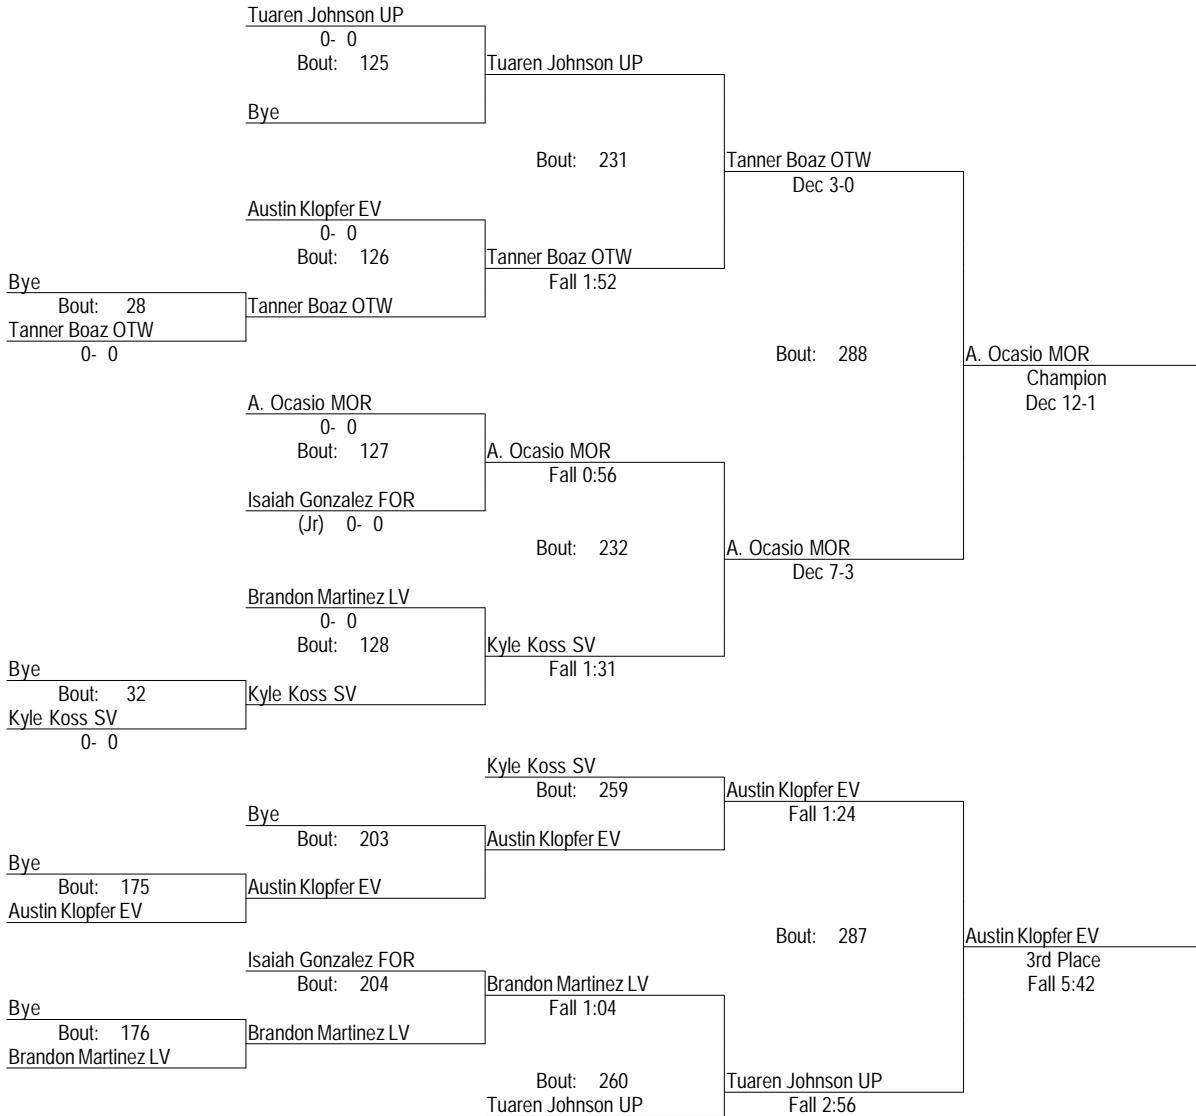 Tuaren Johnson UP
0- 0
Bout: 125
Tuaren Johnson UP
Bye
Bout: 231
Tanner Boaz OTW
Dec 3-0
Austin Klopfer EV
0- 0
Bout: 126
Tanner Boaz OTW
Fall 1:52
Bye
Bout: 28
Tanner Boaz OTW
Tanner Boaz OTW
0- 0
Bout: 288
A. Ocasio MOR
Champion
Dec 12-1
A. Ocasio MOR
0- 0
Bout: 127
A. Ocasio MOR
Fall 0:56
Isaiah Gonzalez FOR
(Jr) 0- 0
Bout: 232
A. Ocasio MOR
Dec 7-3
Brandon Martinez LV
0- 0
Bout: 128
Kyle Koss SV
Fall 1:31
Bye
Bout: 32
Kyle Koss SV
Kyle Koss SV
0- 0
Kyle Koss SV
Bout: 259
Austin Klopfer EV
Fall 1:24
Bye
Bout: 203
Austin Klopfer EV
Bye
Bout: 175
Austin Klopfer EV
Austin Klopfer EV
Bout: 287
Austin Klopfer EV
3rd Place
Fall 5:42
Isaiah Gonzalez FOR
Bout: 204
Brandon Martinez LV
Fall 1:04
Bye
Bout: 176
Brandon Martinez LV
Brandon Martinez LV
Bout: 260
Tuaren Johnson UP
Tuaren Johnson UP
Fall 2:56